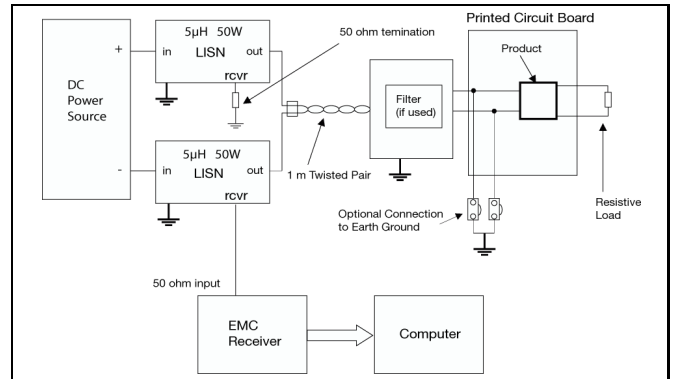 Printed Circuit Board
5µH 50W
in
out
LISN
rcvr
50 ohm temination
Product
+
DC
Power
Source
-
Filter
(if used)
5µH 50W
in
out
LISN
rcvr
1 m Twisted Pair
Optional Connection
to Earth Ground
Resistive
Load
50 ohm input
EMC
Receiver
Computer